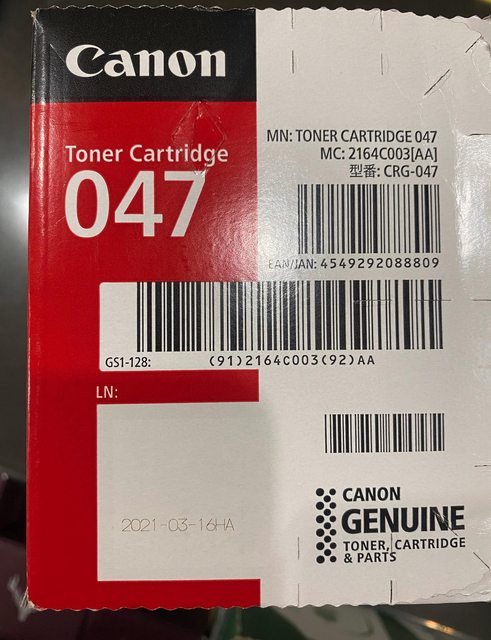 Canon
Toner Cartridge
047
MN: TONER CARTRIDGE 047
MC: 2164C003[AA]
型番: CRG-047
EAN/JAN: 4549292088809
GS1-128: (91)2164C003(92)AA
LN:
2021-03-16HA
CANON
GENUINE
TONER, CARTRIDGE
& PARTS